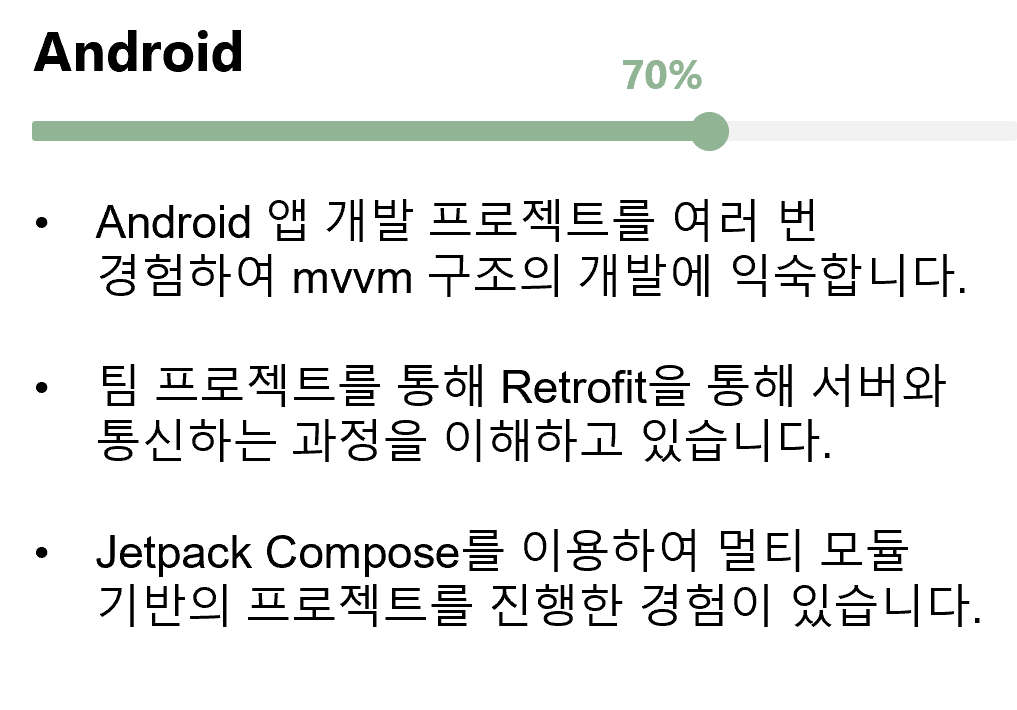 Android
70%
• Android 앱 개발 프로젝트를 여러 번
경험하여 mvvm 구조의 개발에 익숙합니다.
• 팀 프로젝트를 통해 Retrofit을 통해 서버와
통신하는 과정을 이해하고 있습니다.
• Jetpack Compose를 이용하여 멀티 모듈
기반의 프로젝트를 진행한 경험이 있습니다.